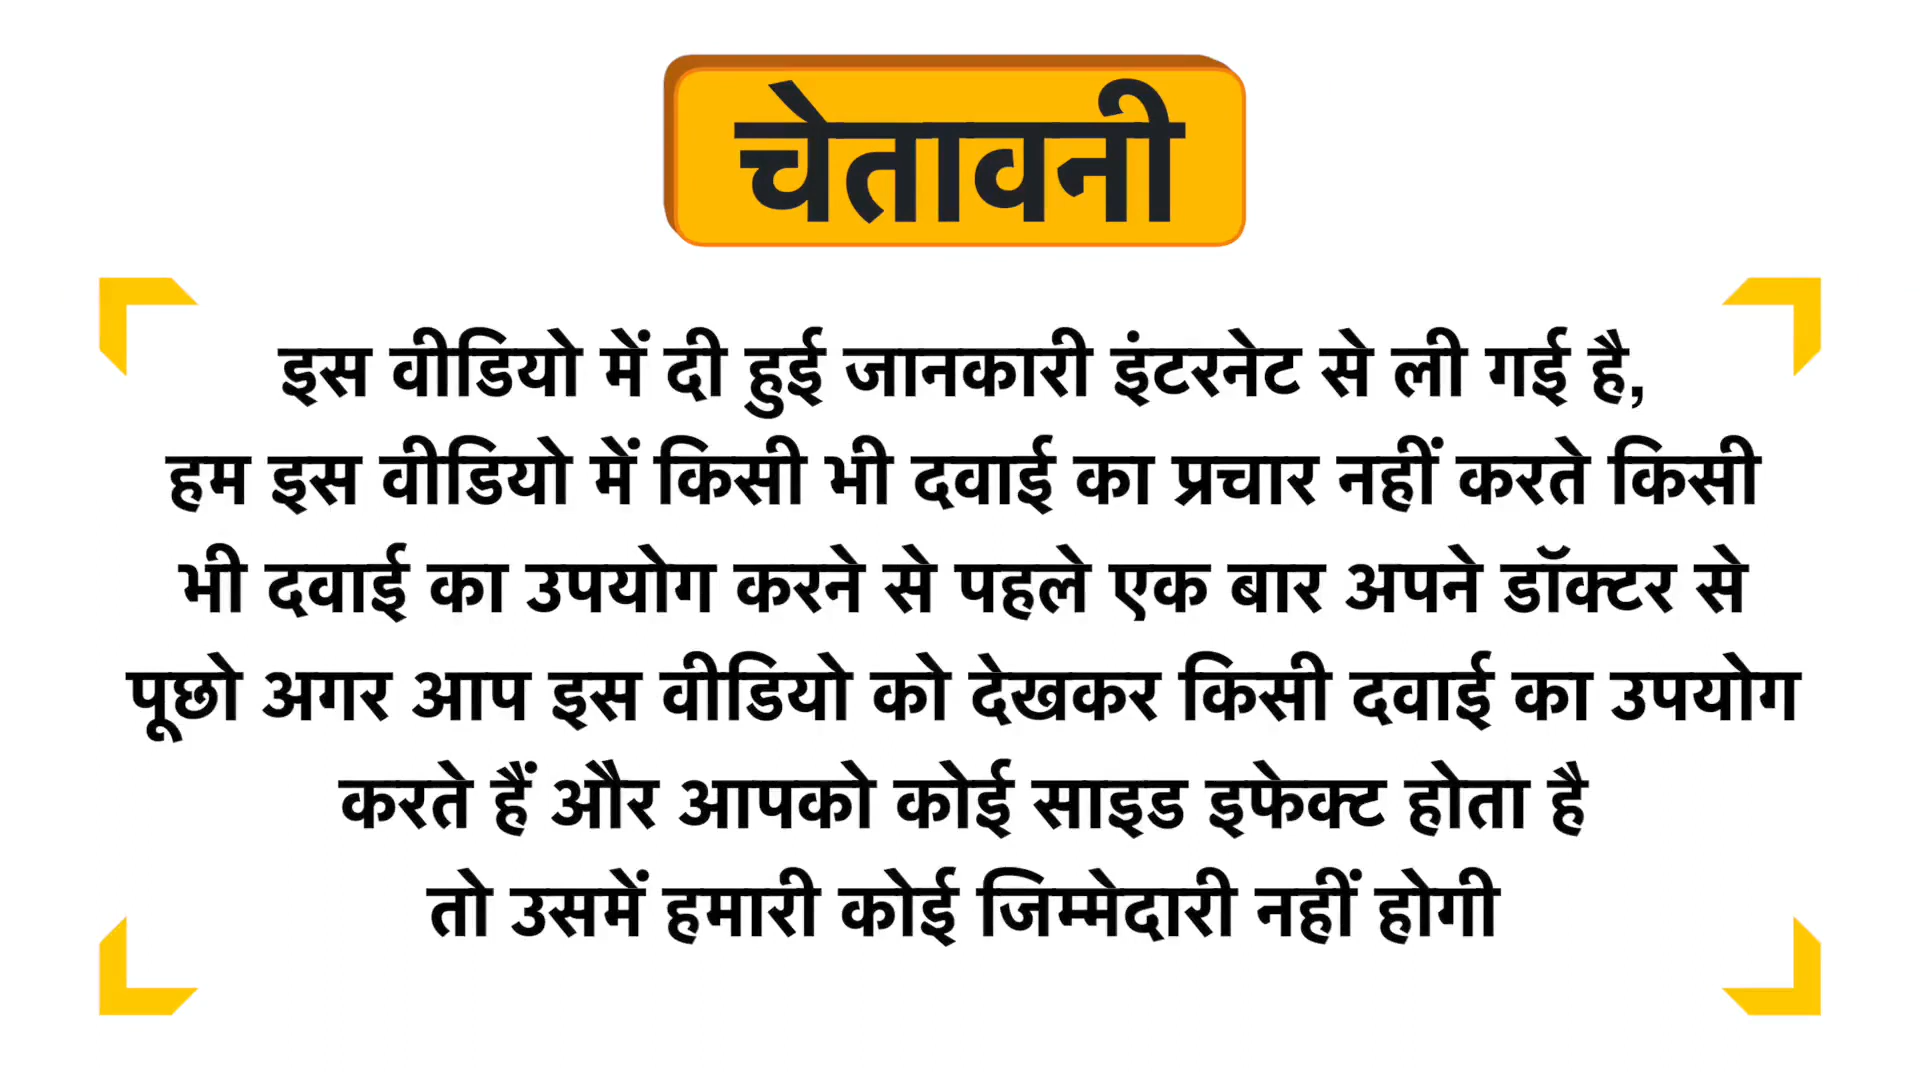 चेतावनी
इस वीडियो में दी हुई जानकारी इंटरनेट से ली गई है,
हम इस वीडियो में किसी भी दवाई का प्रचार नहीं करते किसी
भी दवाई का उपयोग करने से पहले एक बार अपने डॉक्टर से
पूछो अगर आप इस वीडियो को देखकर किसी दवाई का उपयोग
करते हैं और आपको कोई साइड इफेक्ट होता है
तो उसमें हमारी कोई जिम्मेदारी नहीं होगी